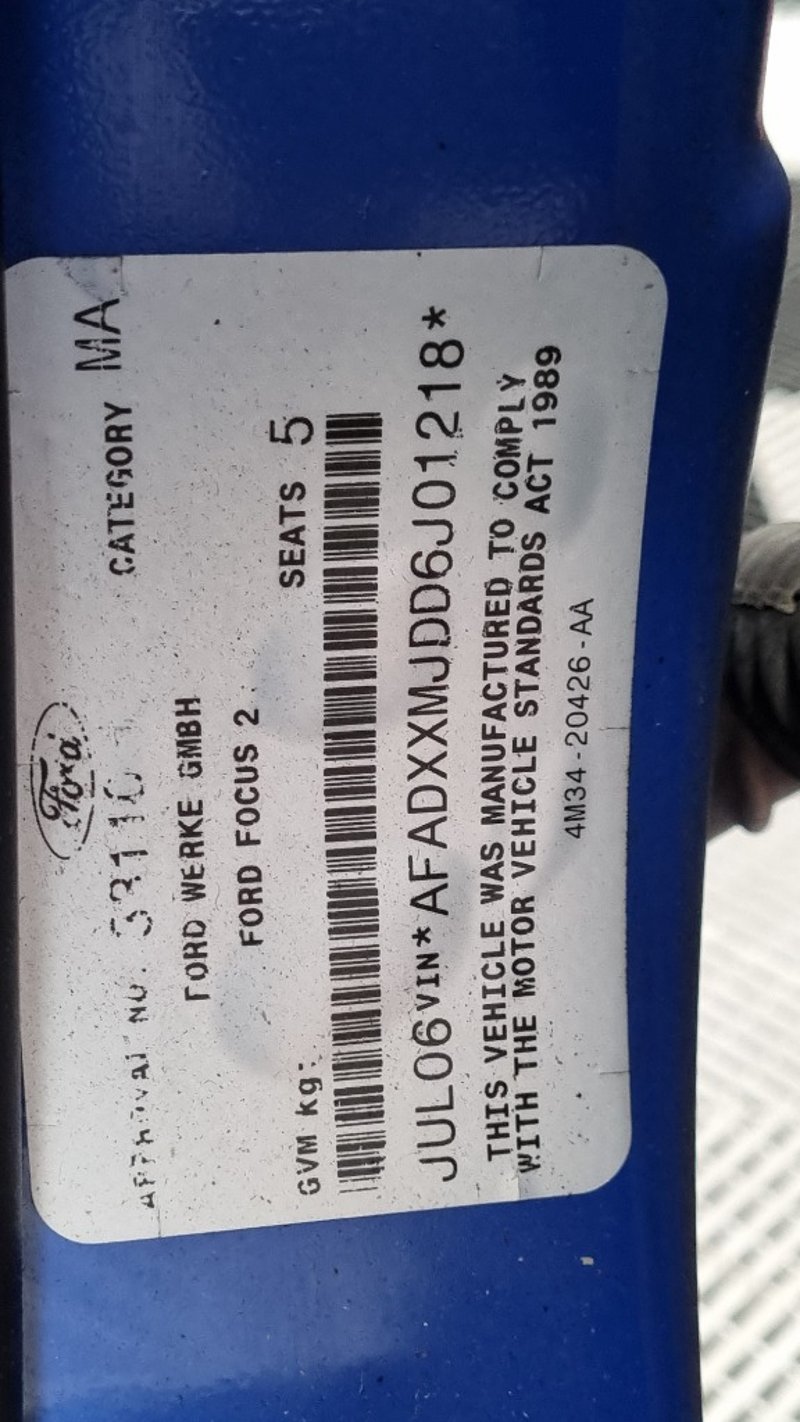 Ford
APPROVAL NO. 33110 CATEGORY MA
FORD WERKE GMBH
FORD FOCUS 2
GVM kg: SEATS 5
JUL06 VIN*AFADXXMJDD6J01218*
THIS VEHICLE WAS MANUFACTURED TO COMPLY
WITH THE MOTOR VEHICLE STANDARDS ACT 1989
4M34-20426-AA